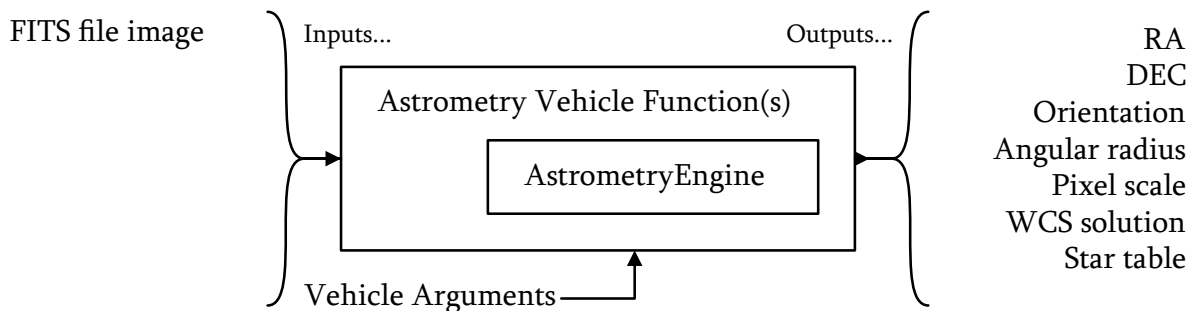 FITS file image
Inputs...
Outputs...
Astrometry Vehicle Function(s)
AstrometryEngine
Vehicle Arguments
RA
DEC
Orientation
Angular radius
Pixel scale
WCS solution
Star table